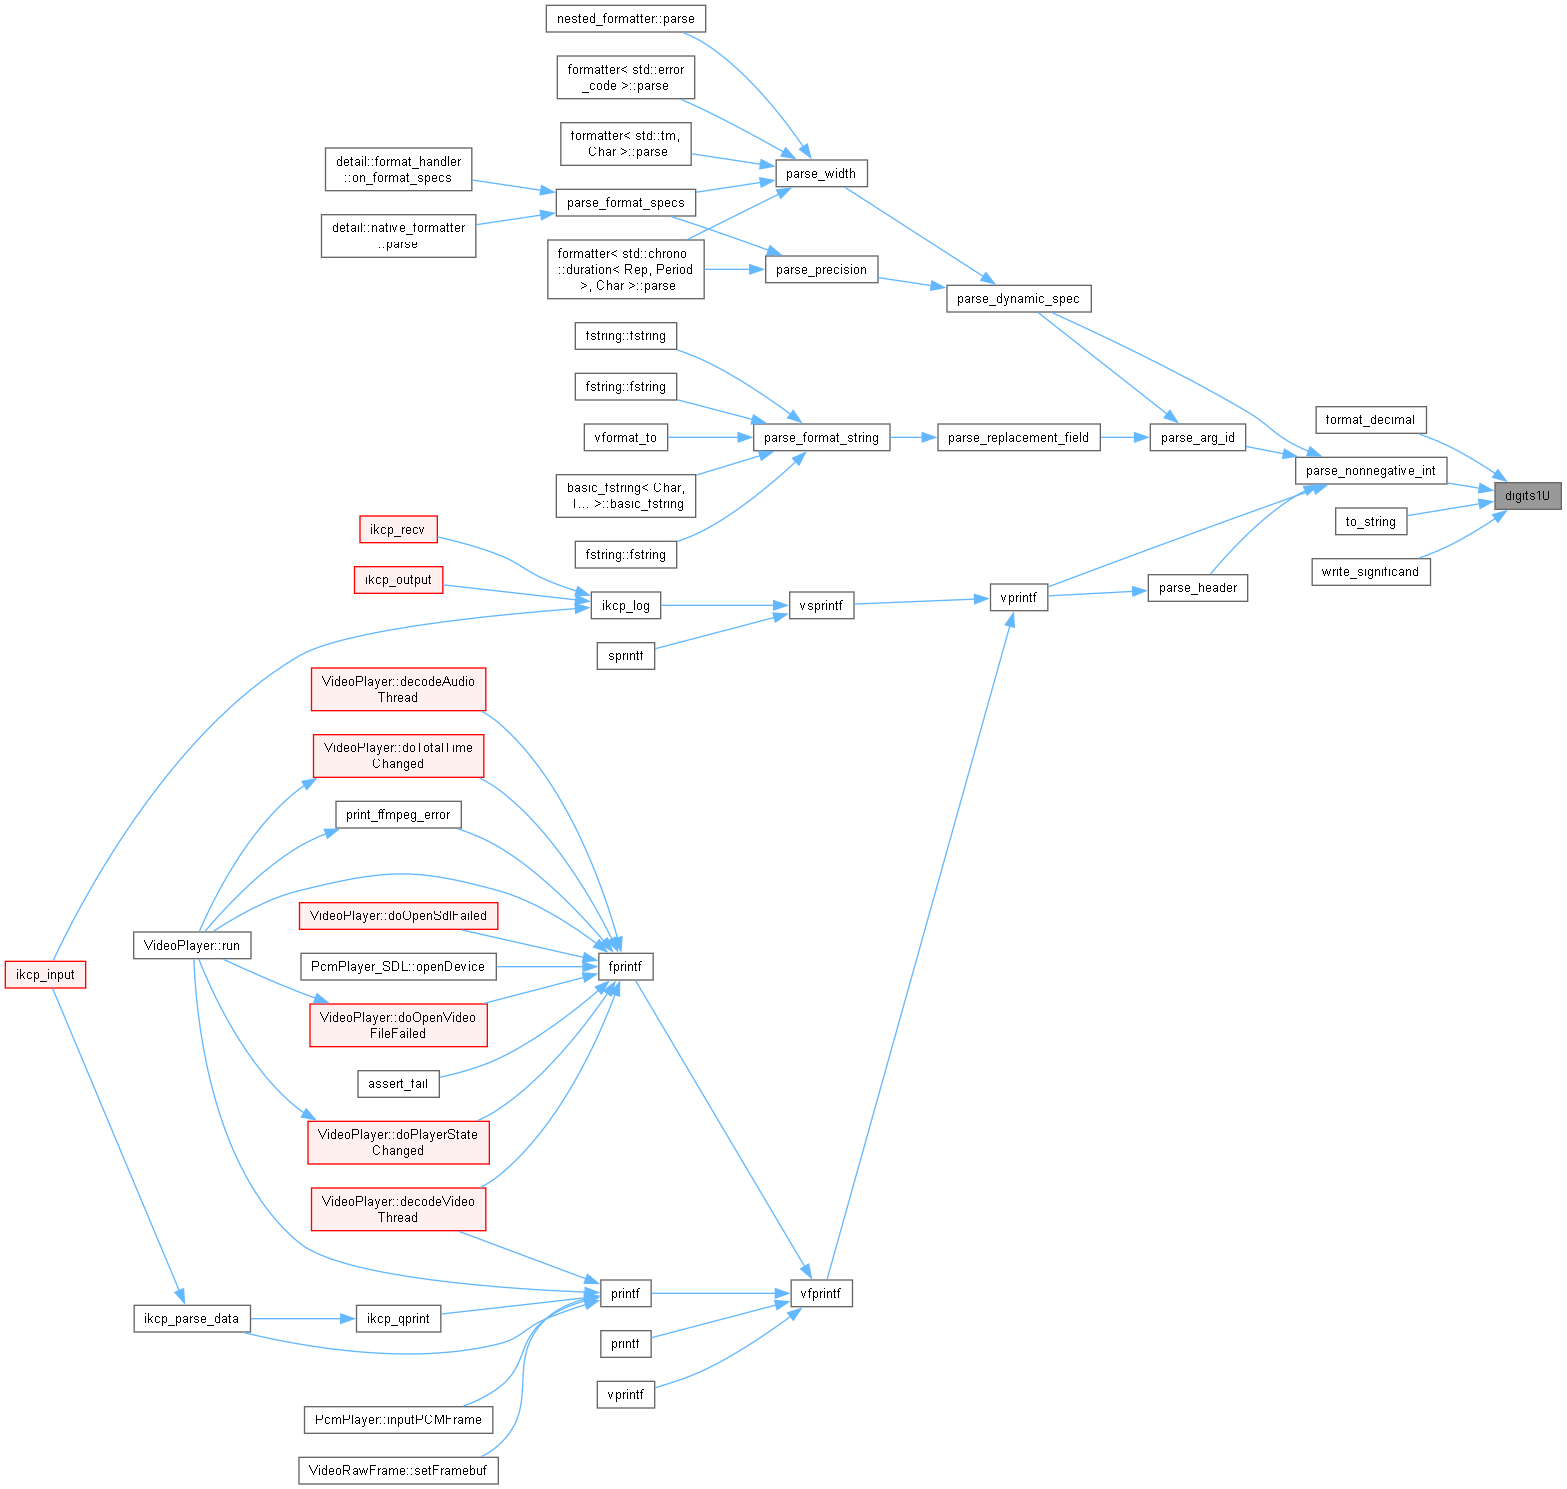 nested_formatter::parse
formatter< std::error
_code >::parse
formatter< std::tm,
Char >::parse
detail::format_handler
::on_format_specs
parse_width
parse_format_specs
detail::native_formatter
::parse
formatter< std::chrono
::duration< Rep, Period
>, Char >::parse
parse_precision
parse_dynamic_spec
fstring::fstring
fstring::fstring
format_decimal
vformat_to
parse_format_string
parse_replacement_field
parse_arg_id
parse_nonnegative_int
basic_fstring< Char,
T... >::basic_fstring
digits10
ikcp_recv
to_string
fstring::fstring
write_significand
ikcp_output
parse_header
ikcp_log
vsprintf
vprintf
sprintf
VideoPlayer::decodeAudio
Thread
VideoPlayer::doTotalTime
Changed
print_ffmpeg_error
VideoPlayer::doOpenSdlFailed
VideoPlayer::run
ikcp_input
PcmPlayer_SDL::openDevice
fprintf
VideoPlayer::doOpenVideo
FileFailed
assert_fail
VideoPlayer::doPlayerState
Changed
VideoPlayer::decodeVideo
Thread
printf
vfprintf
ikcp_parse_data
ikcp_qprint
printf
vprintf
PcmPlayer::inputPCMFrame
VideoRawFrame::setFramebuf